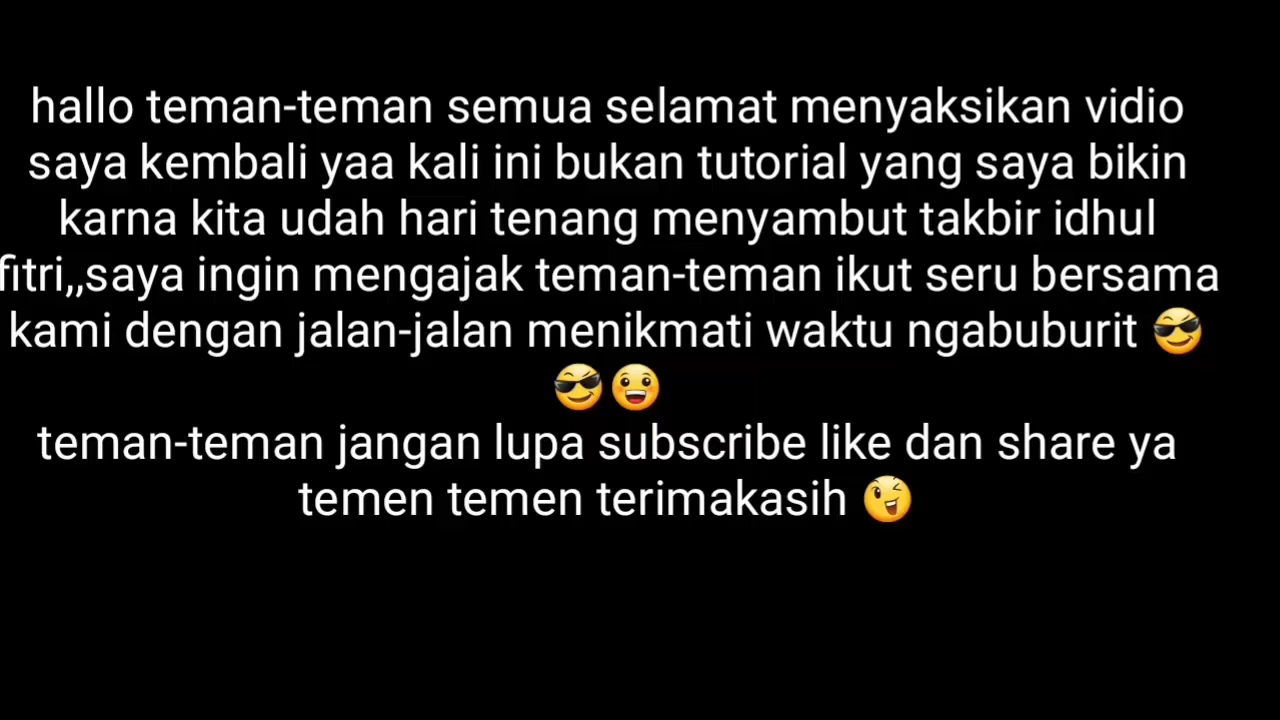 hallo teman-teman semua selamat menyaksikan vidio
saya kembali yaa kali ini bukan tutorial yang saya bikin
karna kita udah hari tenang menyambut takbir idhul
fitri,,saya ingin mengajak teman-teman ikut seru bersama
kami dengan jalan-jalan menikmati waktu ngabuburit 😎
😎😀
teman-teman jangan lupa subscribe like dan share ya
temen temen terimakasih 😉